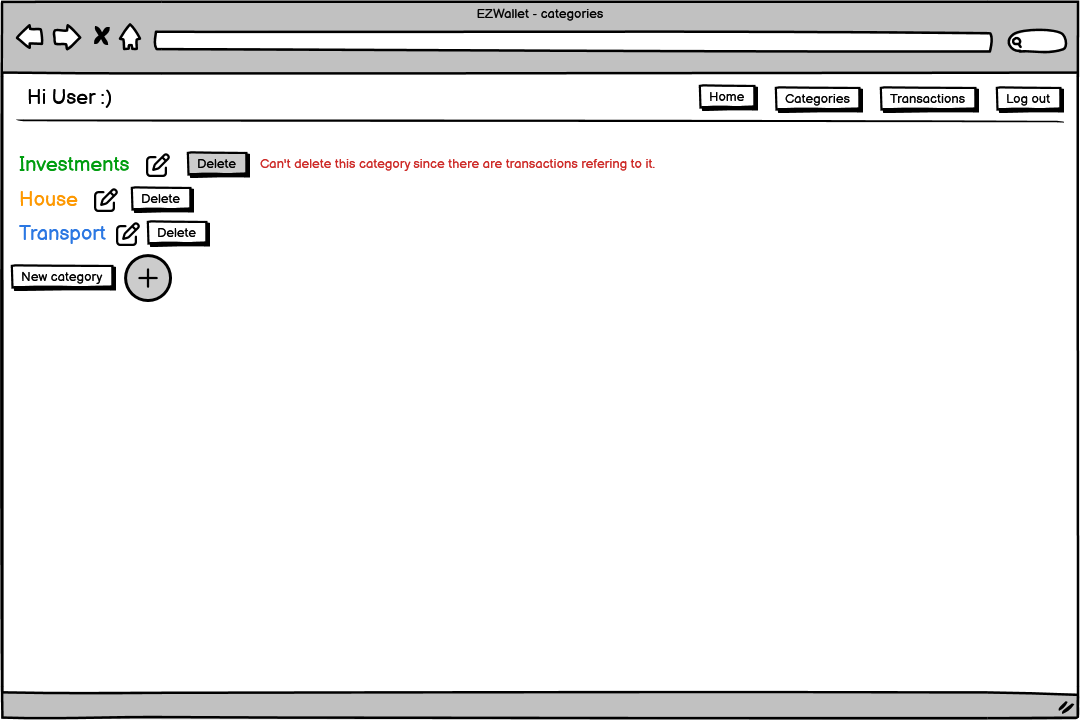 EZWallet - categories
Hi User :) Home Categories Transactions Log out
Investments Delete Can't delete this category since there are transactions refering to it.
House Delete
Transport Delete
New category